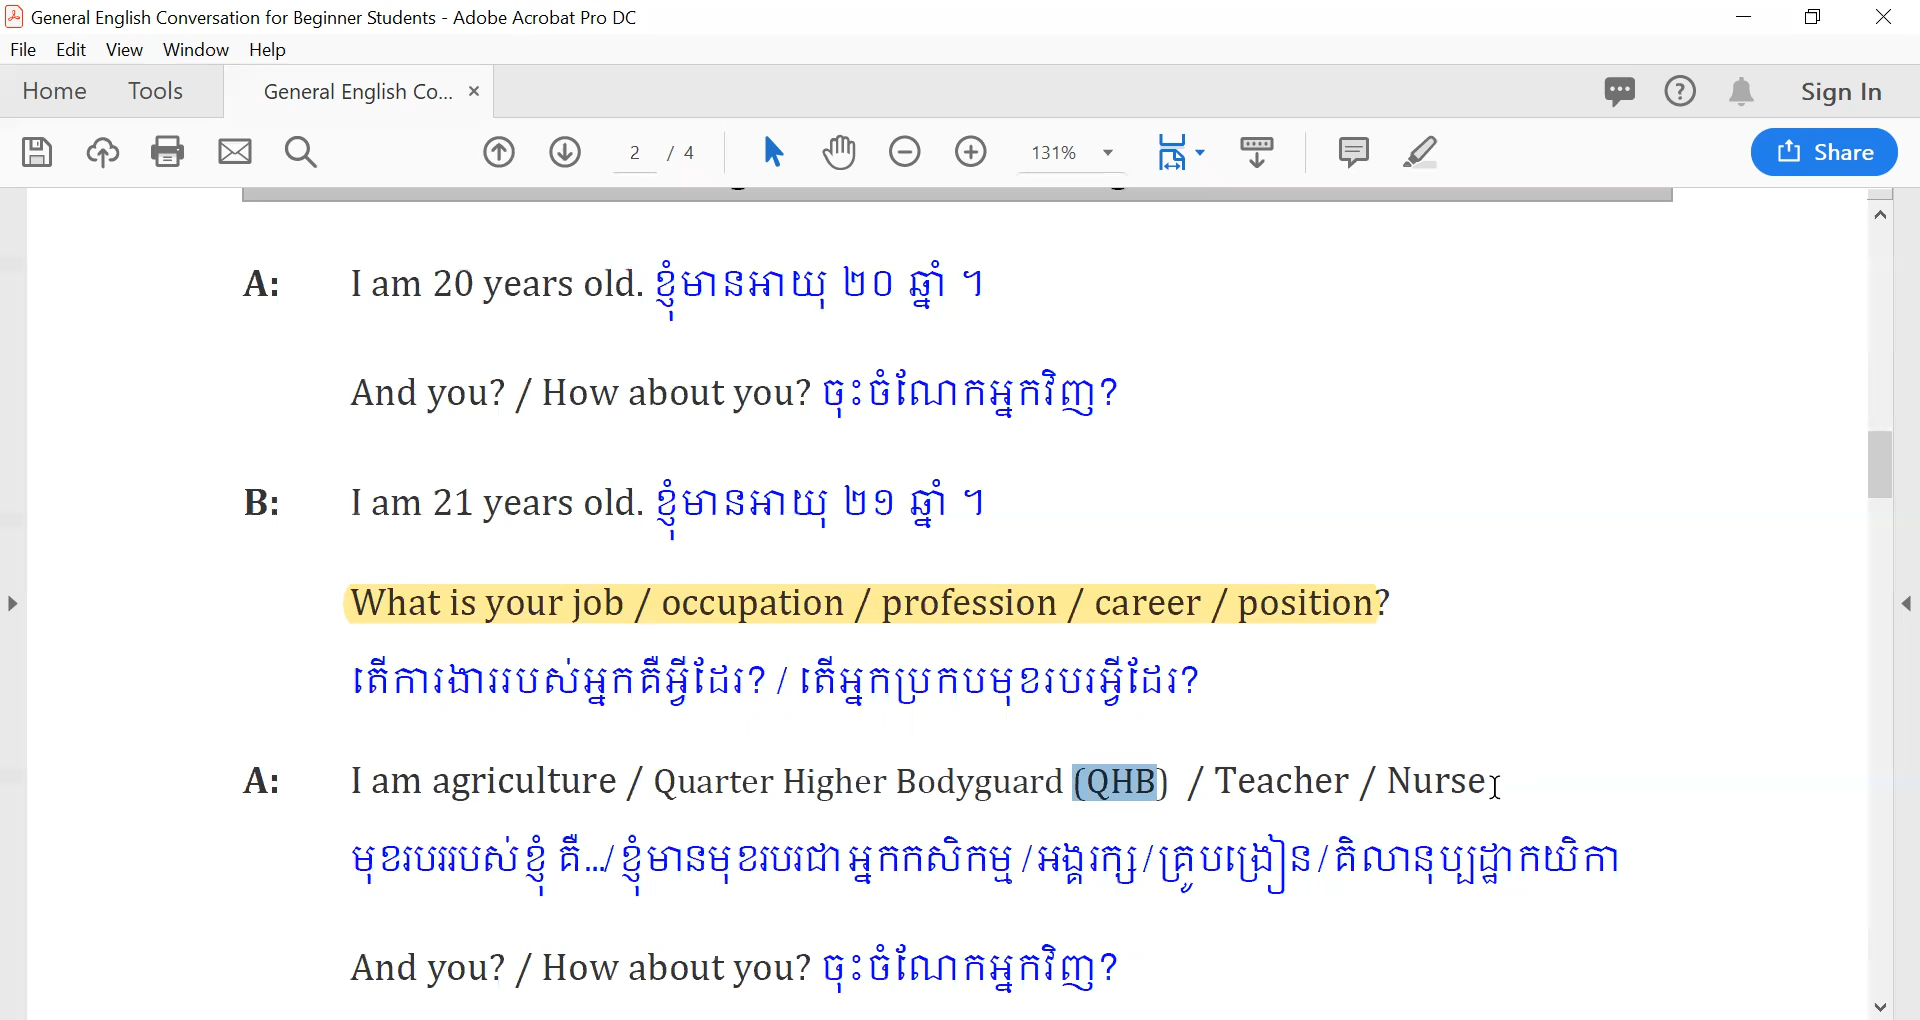 General English Conversation for Beginner Students - Adobe Acrobat Pro DC
File Edit View Window Help
Home Tools General English Co... × Sign In
2 / 4 131% Share
A: I am 20 years old. ខ្ញុំមានអាយុ ២០ ឆ្នាំ ។
And you? / How about you? ចុះចំណែកអ្នកវិញ?
B: I am 21 years old. ខ្ញុំមានអាយុ ២១ ឆ្នាំ ។
What is your job / occupation / profession / career / position?
តើការងាររបស់អ្នកគឺអ្វីដែរ? / តើអ្នកប្រកបមុខរបរអ្វីដែរ?
A: I am agriculture / Quarter Higher Bodyguard (QHB) / Teacher / Nurse
មុខរបររបស់ខ្ញុំ គឺ.../ ខ្ញុំមានមុខរបរជា អ្នកកសិកម្ម / អង្គរក្ស / គ្រូបង្រៀន / គិលានុប្បដ្ឋាកយិកា
And you? / How about you? ចុះចំណែកអ្នកវិញ?